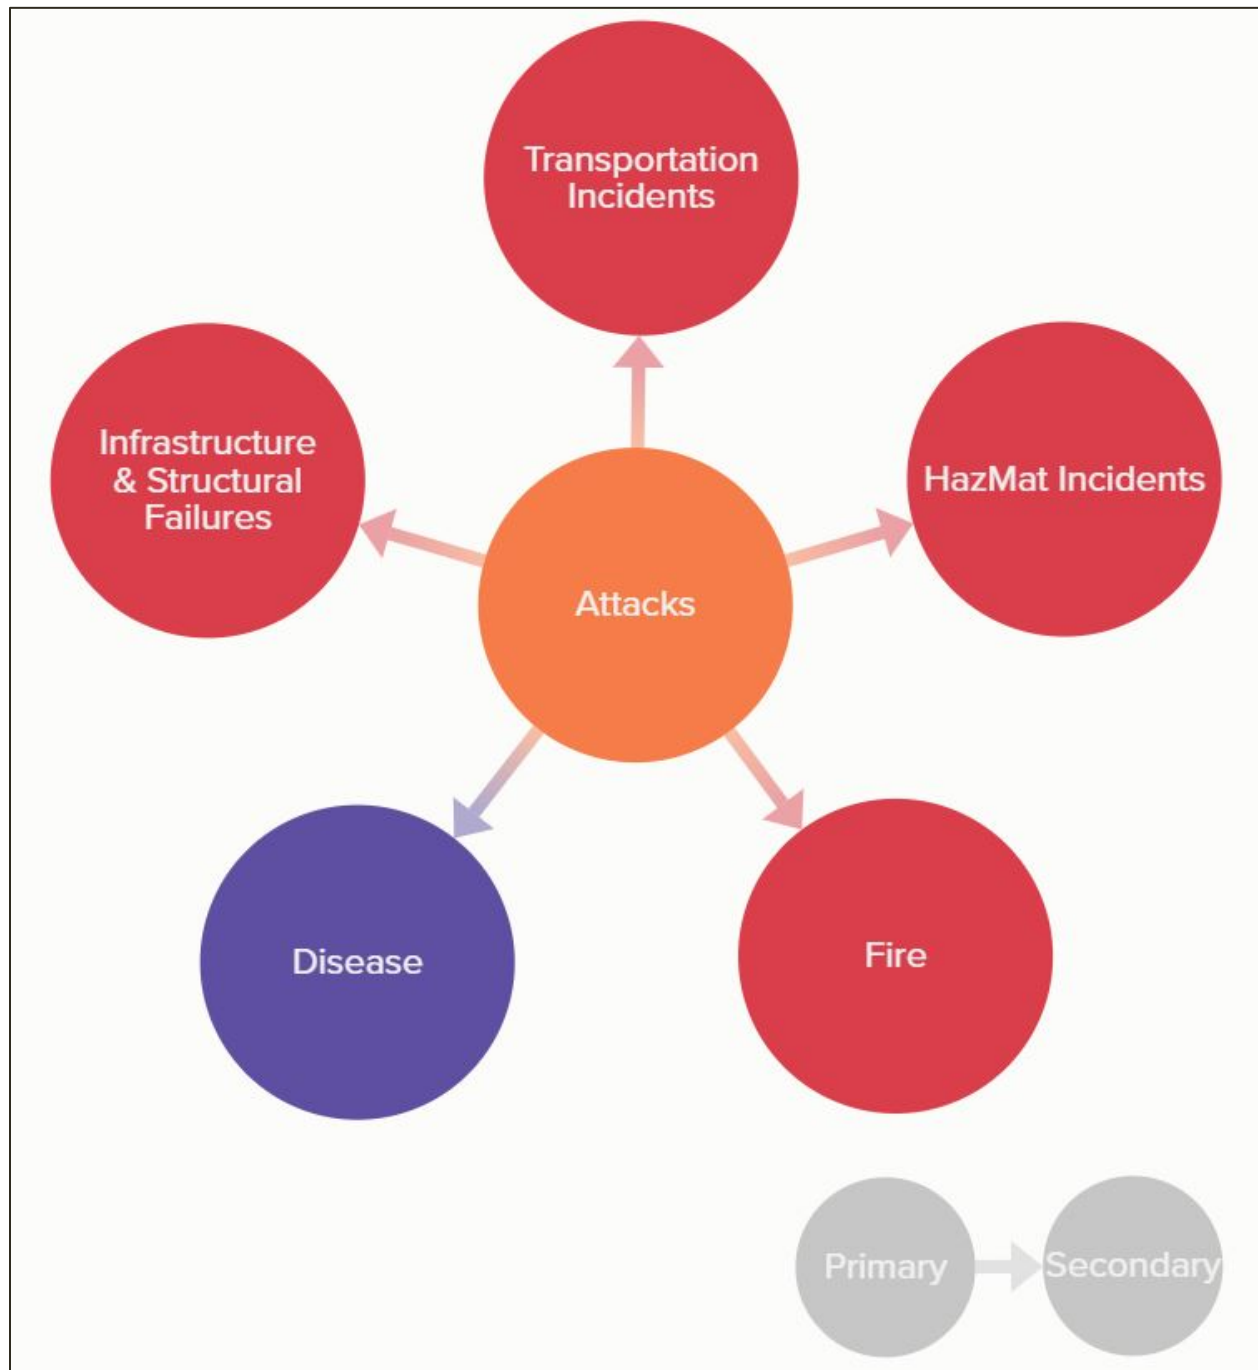 Transportation
Incidents
Infrastructure
& Structural
Failures
HazMat Incidents
Attacks
Disease
Fire
Primary
Secondary